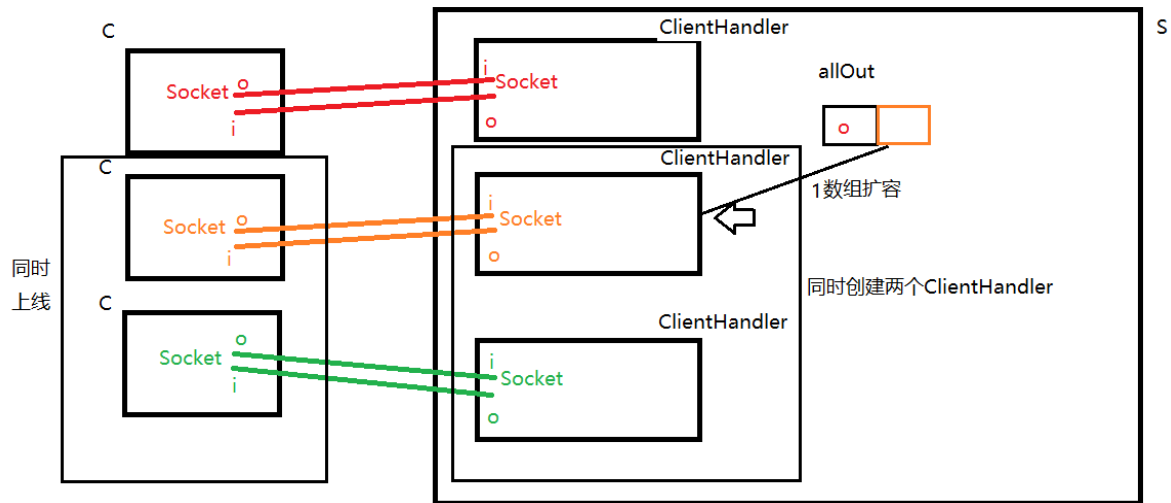 C
ClientHandler
S
Socket
o
i
i
Socket
o
allOut
o
C
ClientHandler
1数组扩容
Socket
o
i
i
Socket
o
同时
上线
同时创建两个ClientHandler
C
ClientHandler
Socket
o
i
i
Socket
o